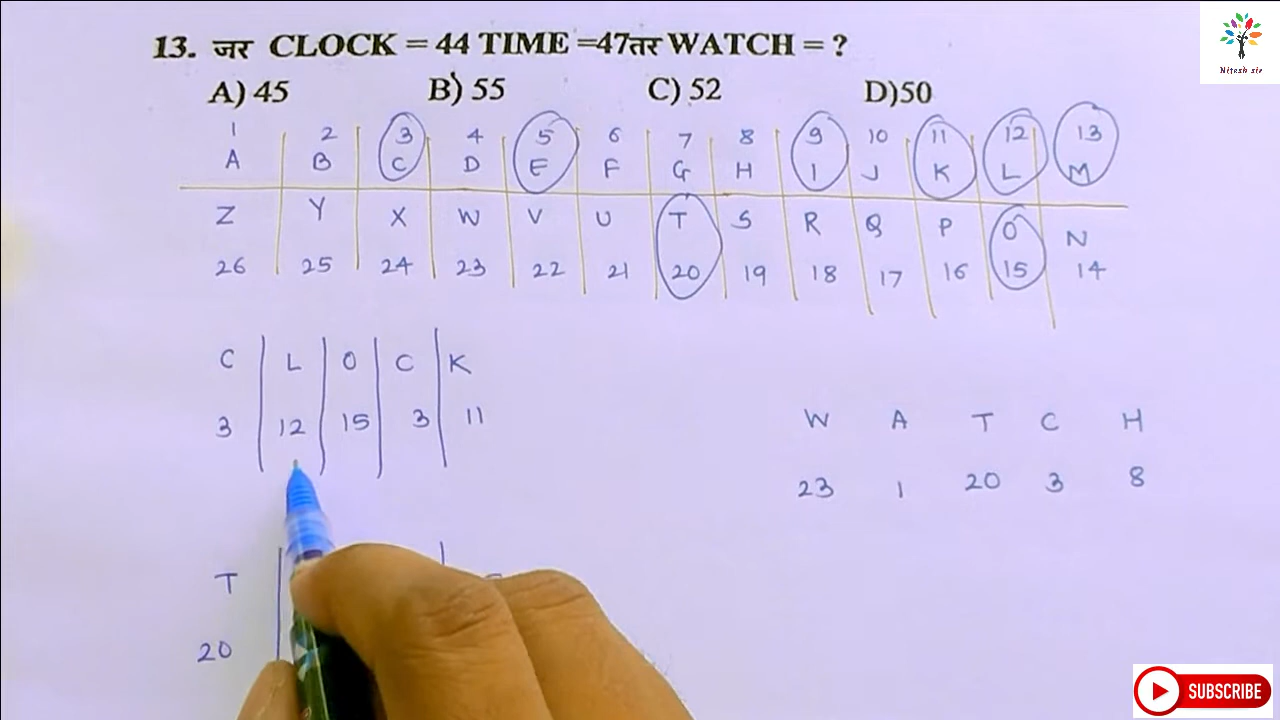 13. जर CLOCK = 44 TIME =47तर WATCH = ?
A) 45 B) 55 C) 52 D)50
1 2 3 4 5 6 7 8 9 10 11 12 13
A B C D E F G H I J K L M
Z Y X W V U T S R Q P O N
26 25 24 23 22 21 20 19 18 17 16 15 14
C L O C K
3 12 15 3 11
W A T C H
23 1 20 3 8
T
20
Nitesh sir
SUBSCRIBE